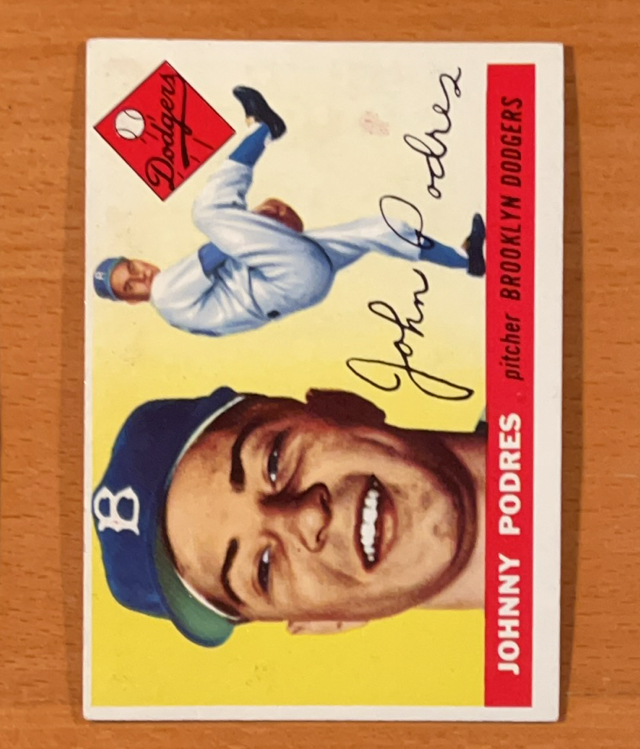 Dodgers
John Podres
B
B
JOHNNY PODRES pitcher BROOKLYN DODGERS